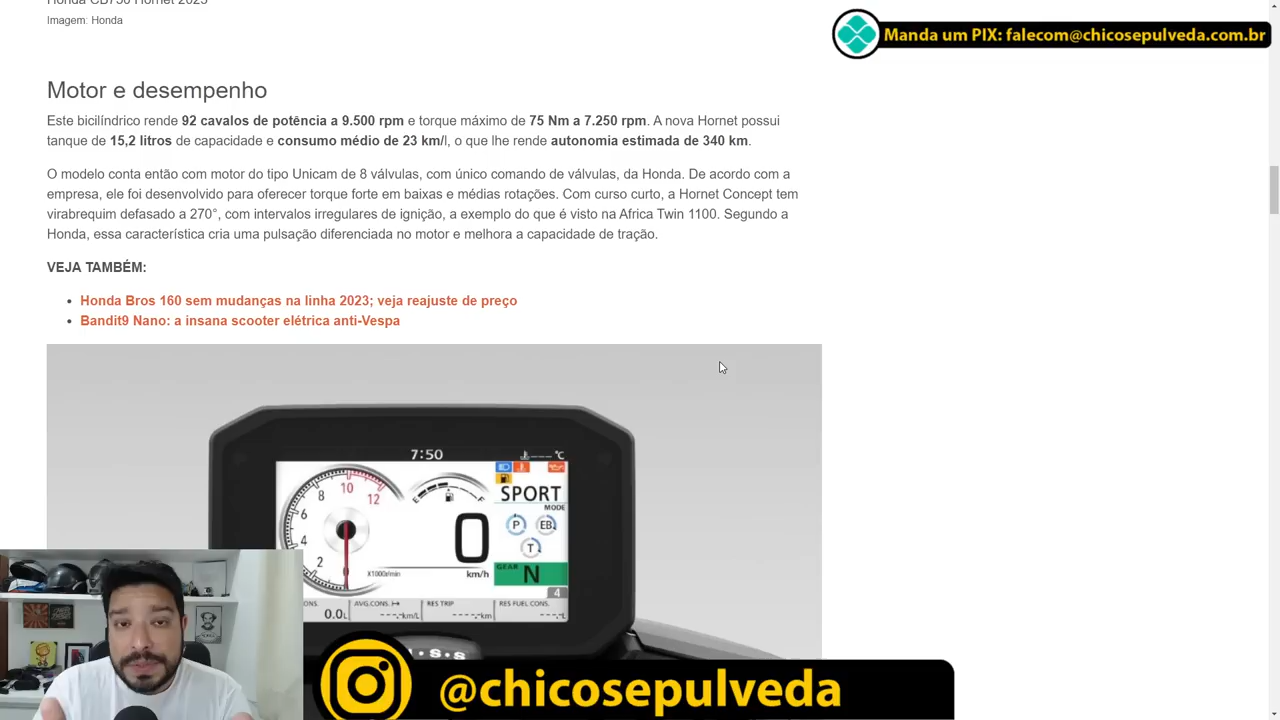 Honda CB750 Hornet 2023
Imagem: Honda
Manda um PIX: falecom@chicosepulveda.com.br
Motor e desempenho
Este bicilíndrico rende 92 cavalos de potência a 9.500 rpm e torque máximo de 75 Nm a 7.250 rpm. A nova Hornet possui
tanque de 15,2 litros de capacidade e consumo médio de 23 km/l, o que lhe rende autonomia estimada de 340 km.
O modelo conta então com motor do tipo Unicam de 8 válvulas, com único comando de válvulas, da Honda. De acordo com a
empresa, ele foi desenvolvido para oferecer torque forte em baixas e médias rotações. Com curso curto, a Hornet Concept tem
virabrequim defasado a 270°, com intervalos irregulares de ignição, a exemplo do que é visto na Africa Twin 1100. Segundo a
Honda, essa característica cria uma pulsação diferenciada no motor e melhora a capacidade de tração.
VEJA TAMBÉM:
Honda Bros 160 sem mudanças na linha 2023; veja reajuste de preço
Bandit9 Nano: a insana scooter elétrica anti-Vespa
7:50
---°C
2 4 6 8 10 12
X1000r/min
0
km/h
SPORT
MODE
P EB
T
GEAR N
4
CONS. AVG.CONS. RES TRIP RES FUEL CONS.
0.0L ---.-km/L ---.-km ---.-L
@chicosepulveda